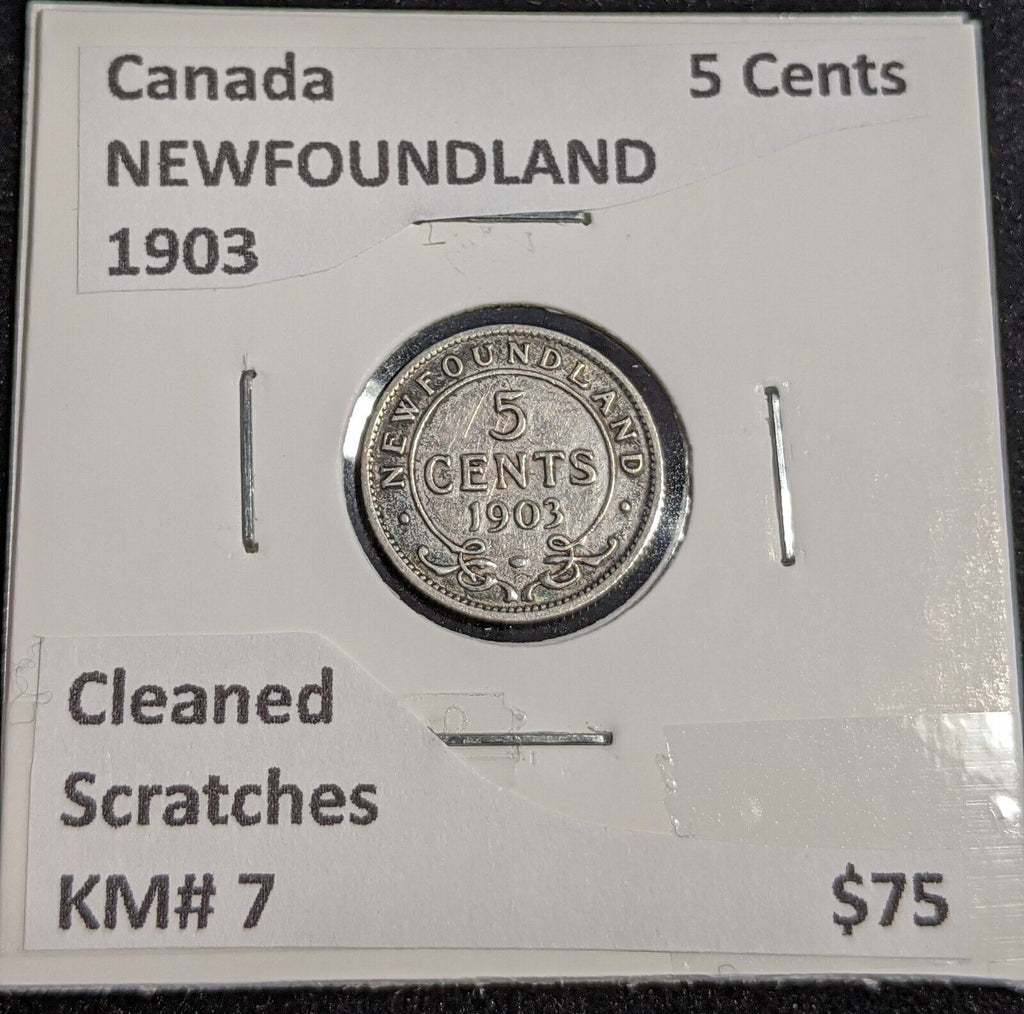 Canada 5 Cents
NEWFOUNDLAND
1903
NEWFOUNDLAND
5
CENTS
1903
Cleaned
Scratches
KM# 7 $75